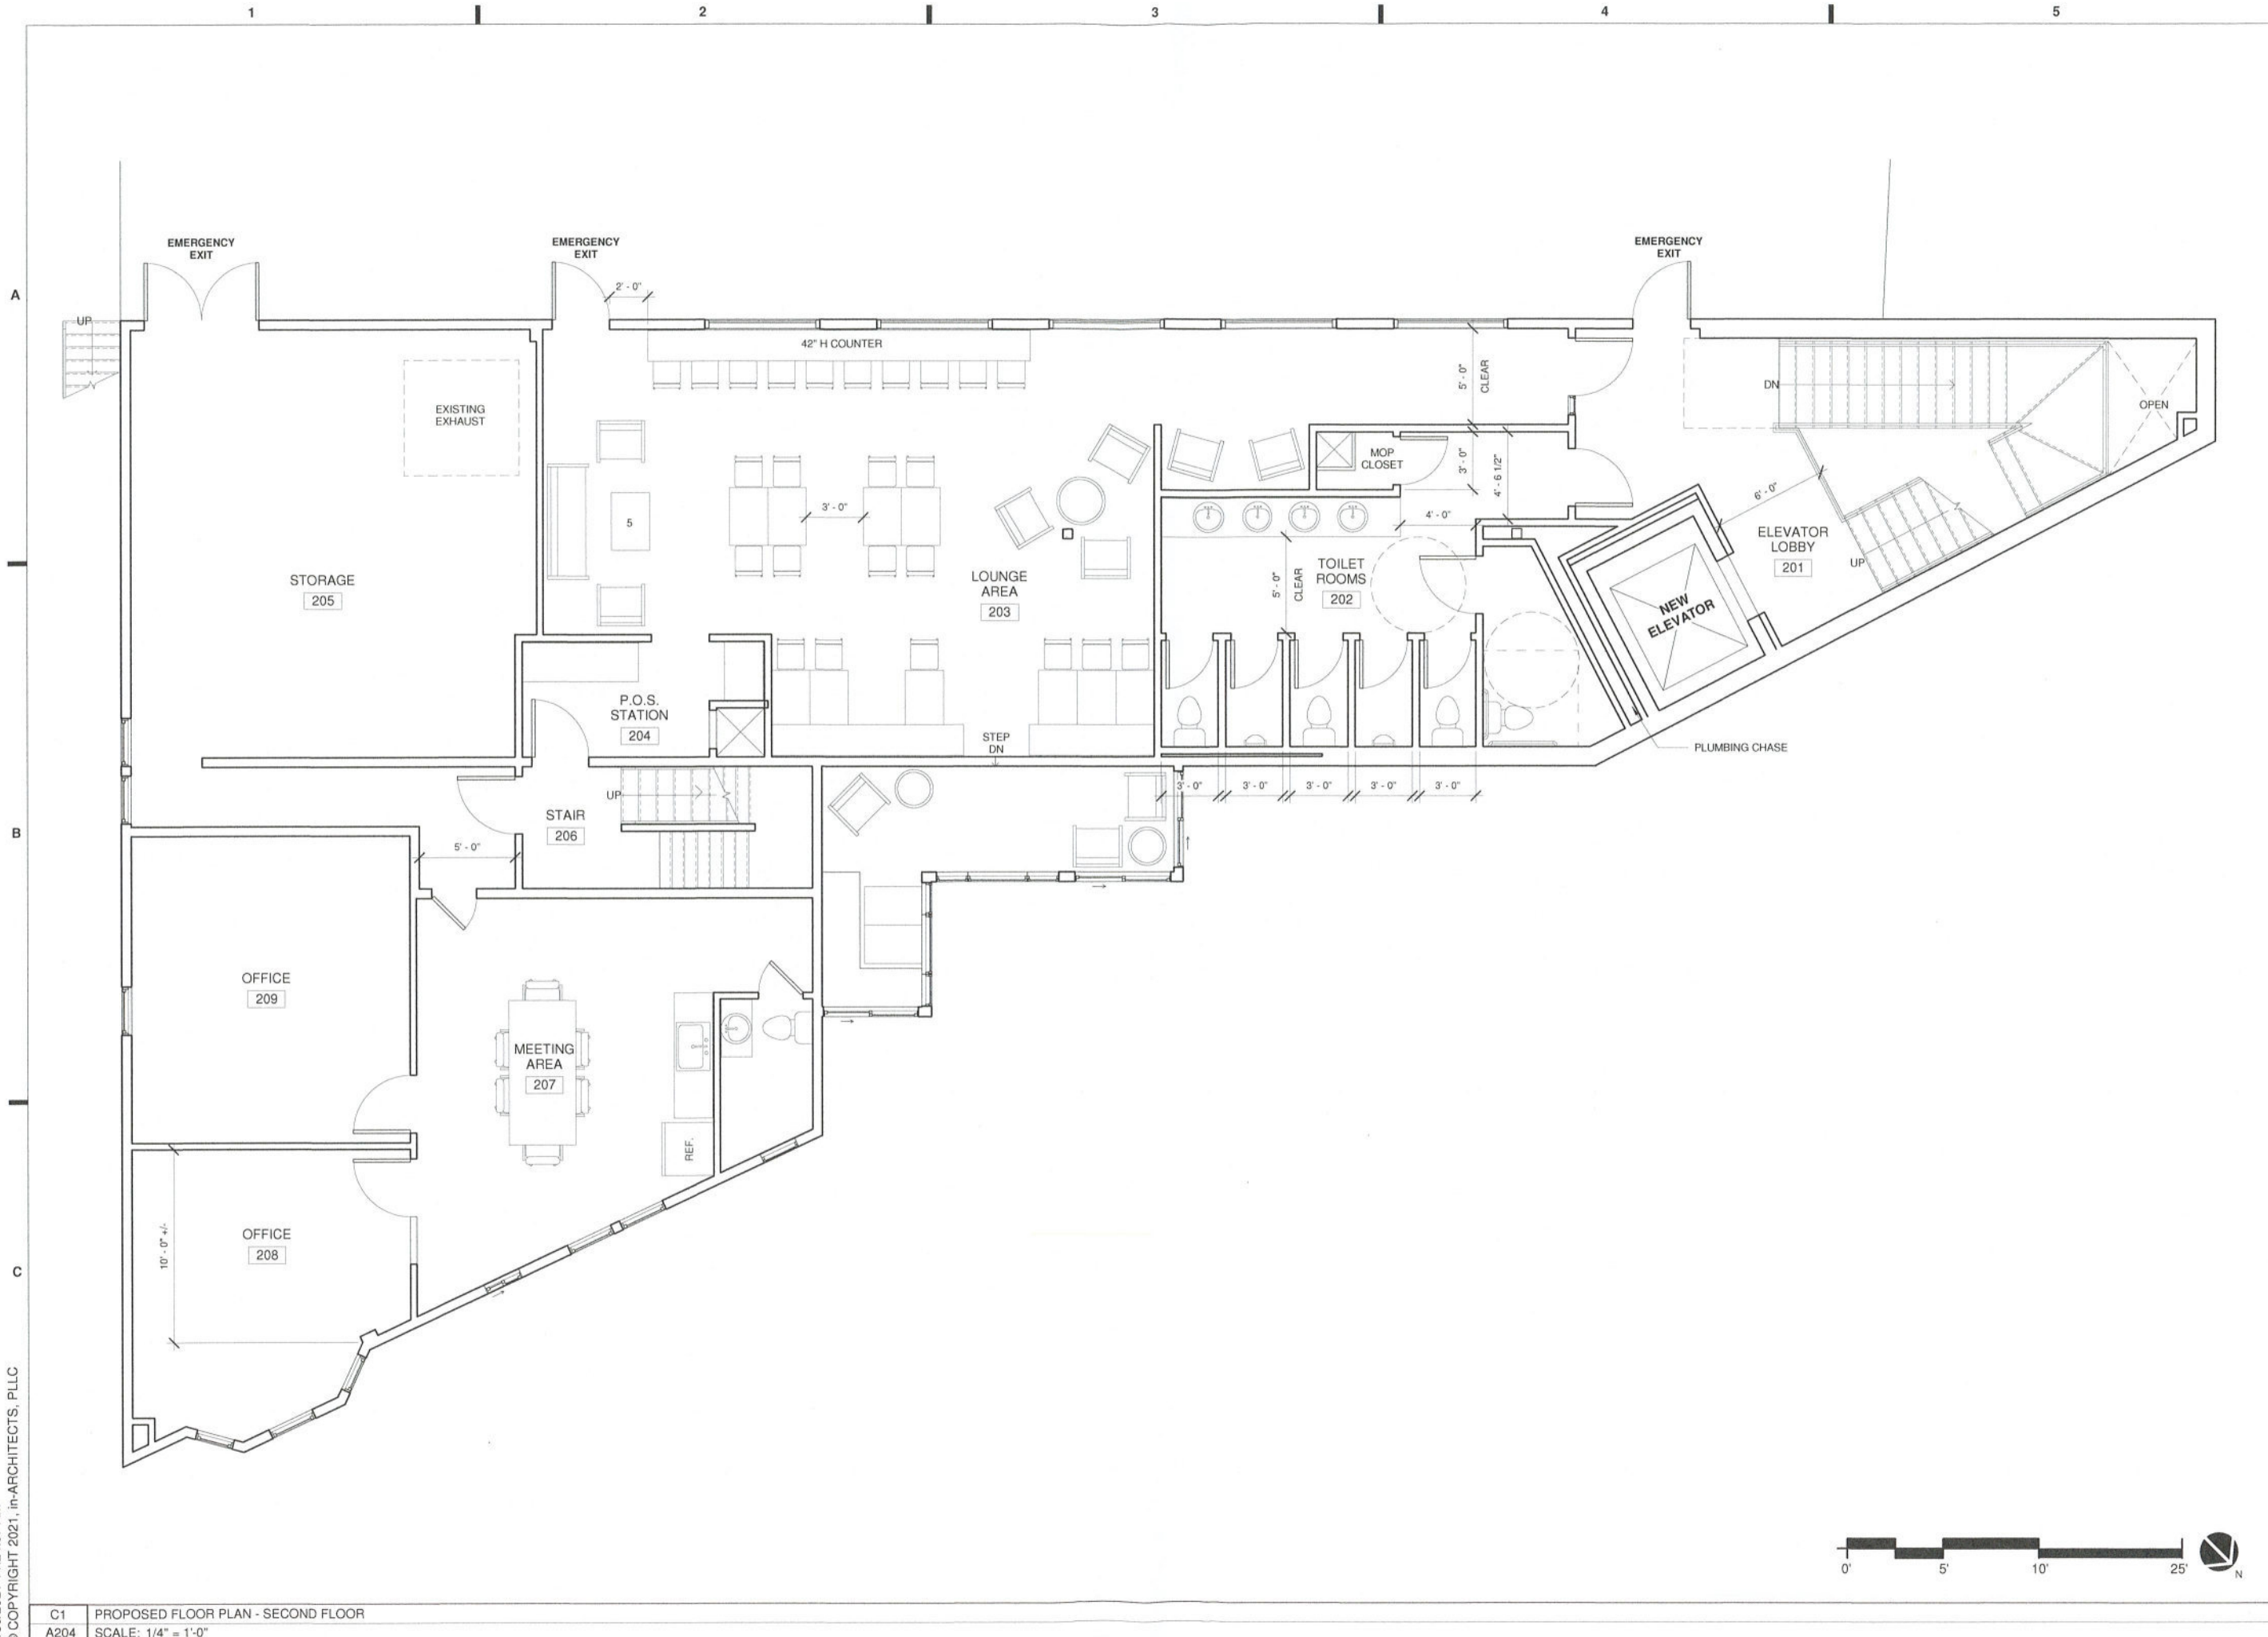 1
2
3
4
5
A
B
C
EMERGENCY
EXIT
EMERGENCY
EXIT
EMERGENCY
EXIT
2' - 0"
UP
42" H COUNTER
5' - 0"
CLEAR
DN
OPEN
EXISTING
EXHAUST
MOP
CLOSET
3' - 0"
4' - 6 1/2"
6' - 0"
5
3' - 0"
4' - 0"
ELEVATOR
LOBBY
201
UP
STORAGE
205
LOUNGE
AREA
203
5' - 0"
CLEAR
TOILET
ROOMS
202
NEW
ELEVATOR
P.O.S.
STATION
204
STEP
DN
PLUMBING CHASE
3' - 0"
3' - 0"
3' - 0"
3' - 0"
3' - 0"
UP
STAIR
206
5' - 0"
OFFICE
209
MEETING
AREA
207
REF.
OFFICE
208
10' - 0" +/-
0'
5'
10'
25'
N
COPYRIGHT 2021, in-ARCHITECTS, PLLC
C1
PROPOSED FLOOR PLAN - SECOND FLOOR
A204
SCALE: 1/4" = 1'-0"